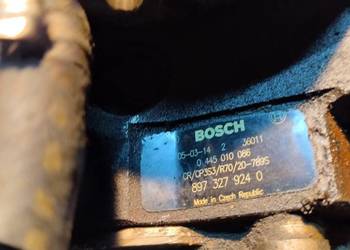 BOSCH
05-03-14 2 36011
0 445 010 086
CR/CP3S3/R70/20-789S
897 327 924 0
Made in Czech Republic